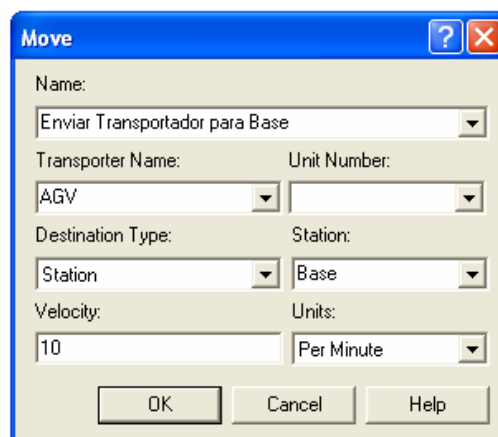 Move
Name:
Enviar Transportador para Base
Transporter Name: Unit Number:
AGV
Destination Type: Station:
Station Base
Velocity: Units:
10 Per Minute
OK Cancel Help